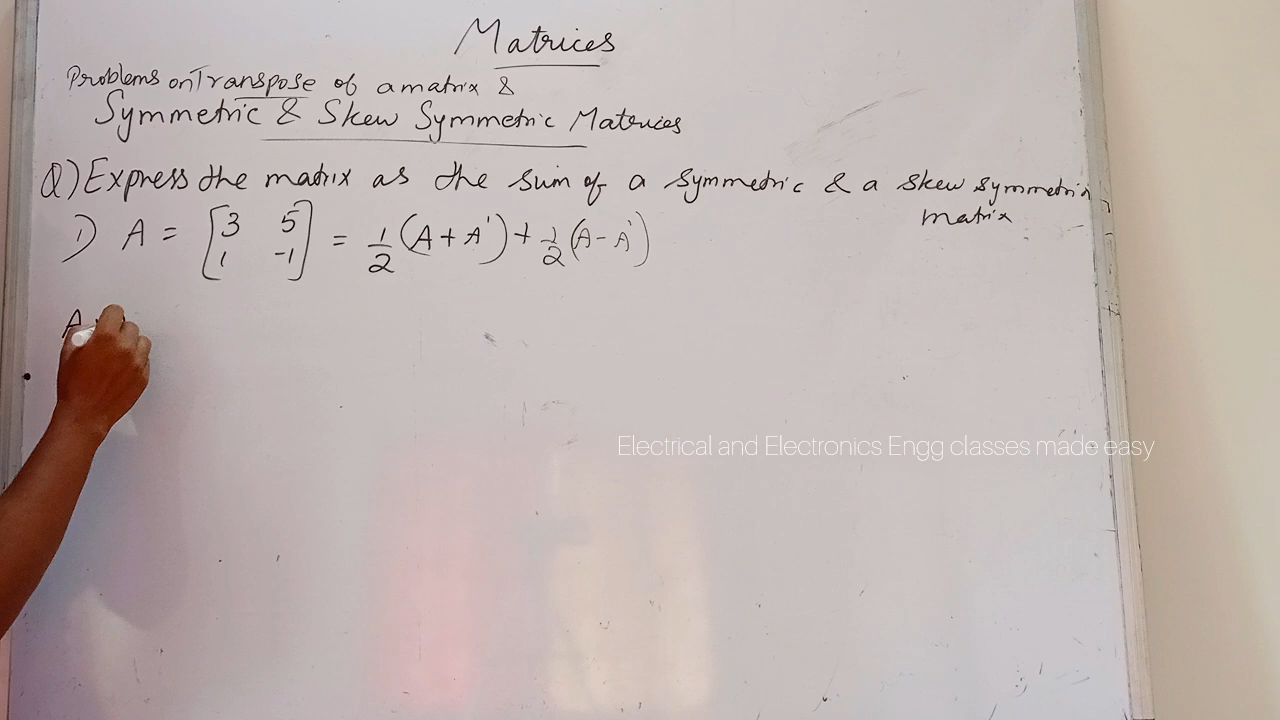 Matrices
Problems on Transpose of a matrix &
Symmetric & Skew Symmetric Matrices
Q) Express the matrix as the sum of a symmetric & a skew symmetric
matrix
1) A = [3 5 = 1/2 (A + A') + 1/2 (A - A')
1 -1]
A
Electrical and Electronics Engg classes made easy